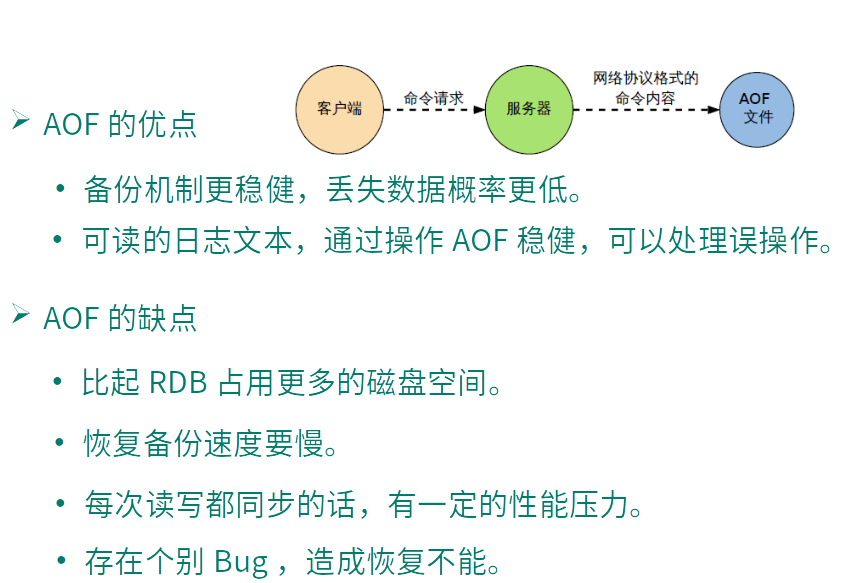 客户端
命令请求
服务器
网络协议格式的
命令内容
AOF
文件
AOF 的优点
备份机制更稳健，丢失数据概率更低。
可读的日志文本，通过操作 AOF 稳健，可以处理误操作。
AOF 的缺点
比起 RDB 占用更多的磁盘空间。
恢复备份速度要慢。
每次读写都同步的话，有一定的性能压力。
存在个别 Bug ，造成恢复不能。